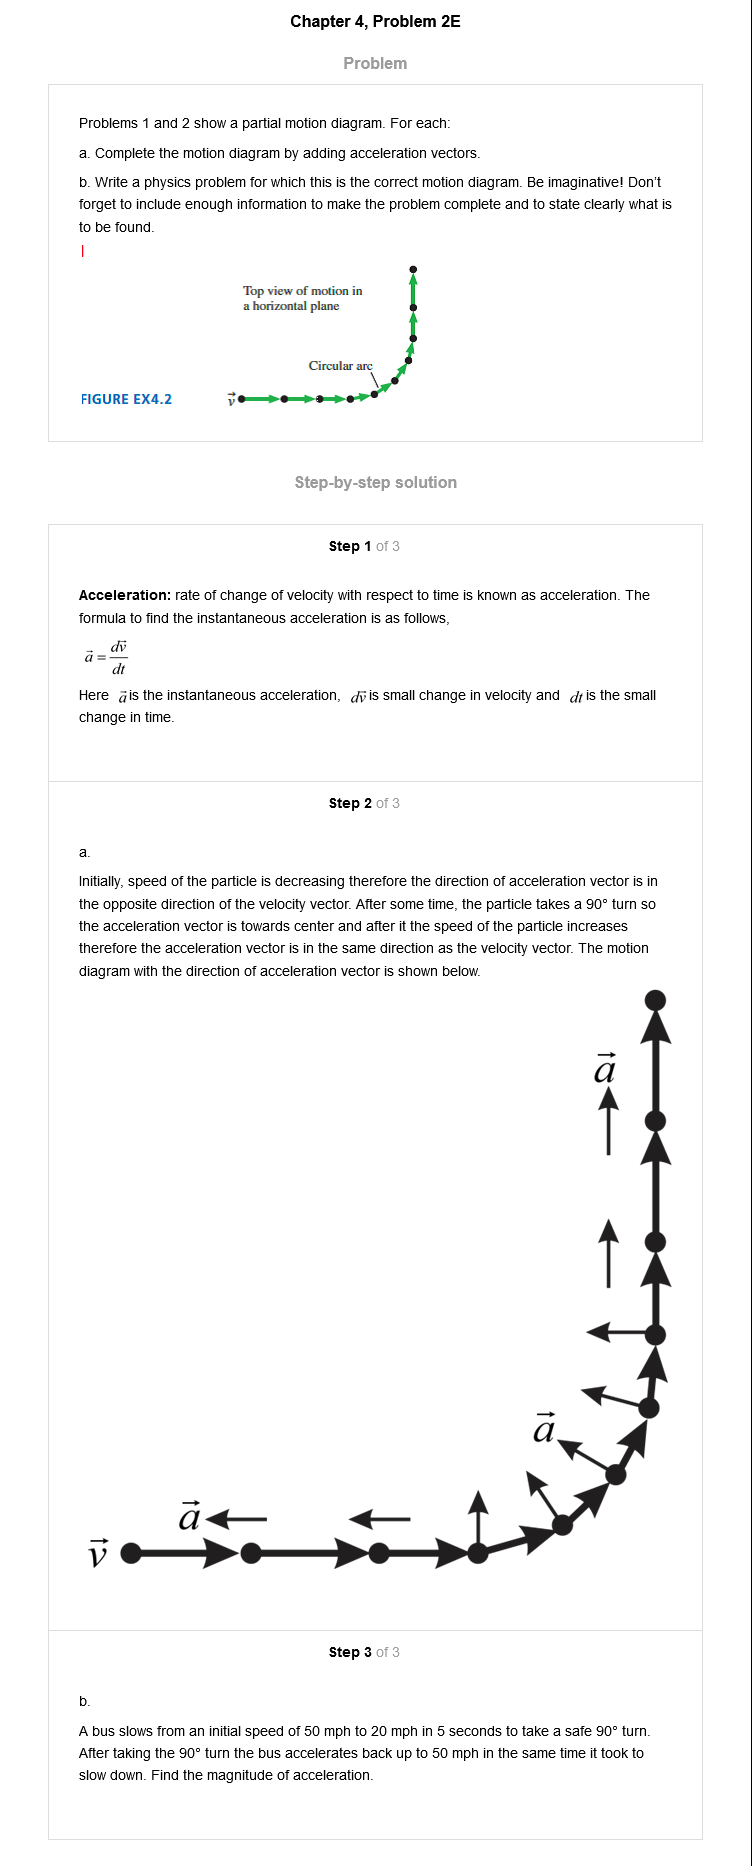 Chapter 4, Problem 2E
Problem
Problems 1 and 2 show a partial motion diagram. For each:
a. Complete the motion diagram by adding acceleration vectors.
b. Write a physics problem for which this is the correct motion diagram. Be imaginative! Don't
forget to include enough information to make the problem complete and to state clearly what is
to be found.
Top view of motion in
a horizontal plane
Circular arc
FIGURE EX4.2
v⃗
Step-by-step solution
Step 1 of 3
Acceleration: rate of change of velocity with respect to time is known as acceleration. The
formula to find the instantaneous acceleration is as follows,
a⃗ = dv⃗/dt
Here a⃗ is the instantaneous acceleration, dv⃗ is small change in velocity and dt is the small
change in time.
Step 2 of 3
a.
Initially, speed of the particle is decreasing therefore the direction of acceleration vector is in
the opposite direction of the velocity vector. After some time, the particle takes a 90° turn so
the acceleration vector is towards center and after it the speed of the particle increases
therefore the acceleration vector is in the same direction as the velocity vector. The motion
diagram with the direction of acceleration vector is shown below.
a⃗
a⃗
a⃗
v⃗
Step 3 of 3
b.
A bus slows from an initial speed of 50 mph to 20 mph in 5 seconds to take a safe 90° turn.
After taking the 90° turn the bus accelerates back up to 50 mph in the same time it took to
slow down. Find the magnitude of acceleration.